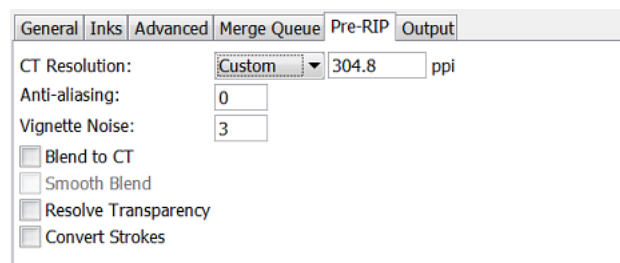 General Inks Advanced Merge Queue Pre-RIP Output
CT Resolution: Custom 304.8 ppi
Anti-aliasing: 0
Vignette Noise: 3
Blend to CT
Smooth Blend
Resolve Transparency
Convert Strokes